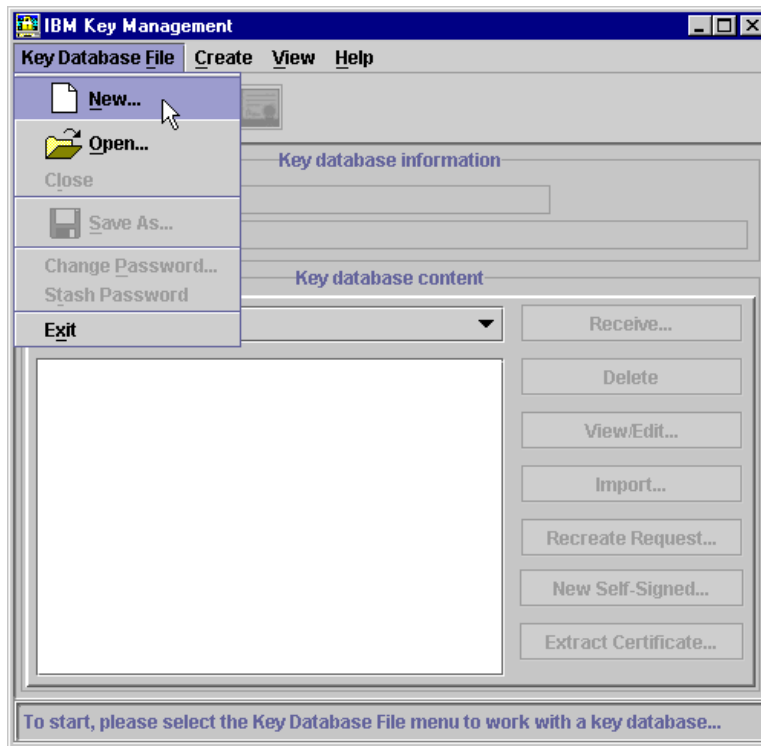 IBM Key Management
Key Database File Create View Help
New...
Open...
Close
Save As...
Change Password...
Stash Password
Exit
Key database information
Key database content
Receive...
Delete
View/Edit...
Import...
Recreate Request...
New Self-Signed...
Extract Certificate...
To start, please select the Key Database File menu to work with a key database...